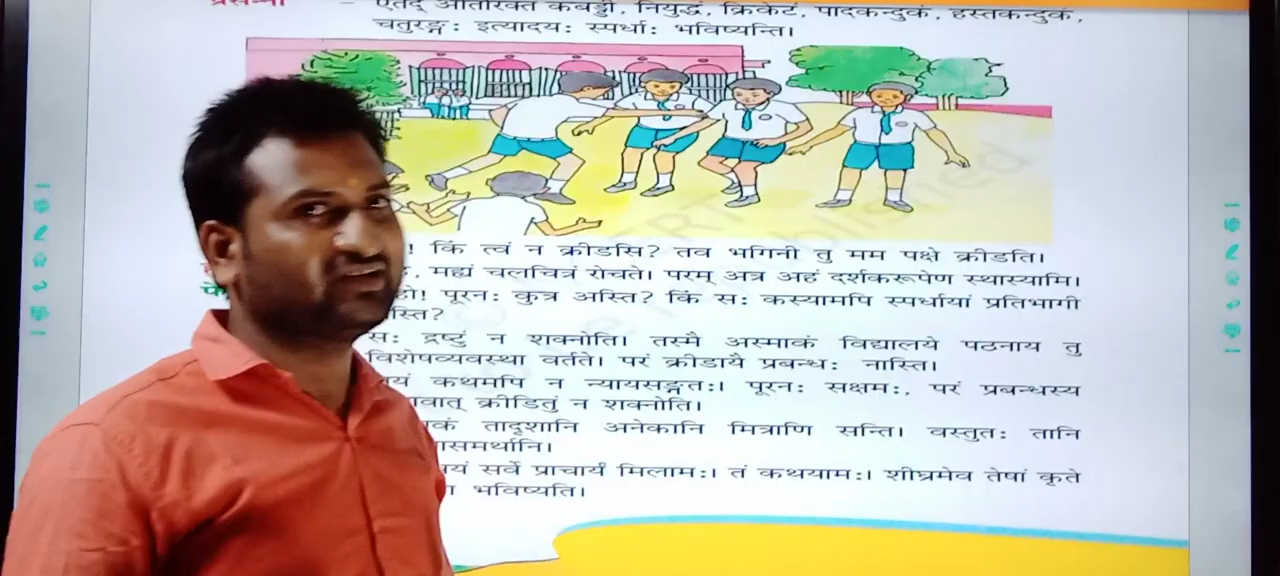 प्रसन्ना – एतद् अतिरिक्तं कबड्डी, नियुद्धं, क्रिकेटं, पादकन्दुकं, हस्तकन्दुकं,
चतुरङ्गः इत्यादयः स्पर्धाः भविष्यन्ति।
! किं त्वं न क्रीडसि? तव भगिनी तु मम पक्षे क्रीडति।
मह्यं चलचित्रं रोचते। परम् अत्र अहं दर्शकरूपेण स्थास्यामि।
हो! पूरनः कुत्र अस्ति? किं सः कस्यामपि स्पर्धायां प्रतिभागी
स्ति?
सः द्रष्टुं न शक्नोति। तस्मै अस्माकं विद्यालये पठनाय तु
विशेषव्यवस्था वर्तते। परं क्रीडायै प्रबन्धः नास्ति।
यं कथमपि न न्यायसङ्गतः। पूरनः सक्षमः, परं प्रबन्धस्य
वात् क्रीडितुं न शक्नोति।
कं तादृशानि अनेकानि मित्राणि सन्ति। वस्तुतः तानि
समर्थानि।
यं सर्वे प्राचार्यं मिलामः। तं कथयामः। शीघ्रमेव तेषां कृते
भविष्यति।